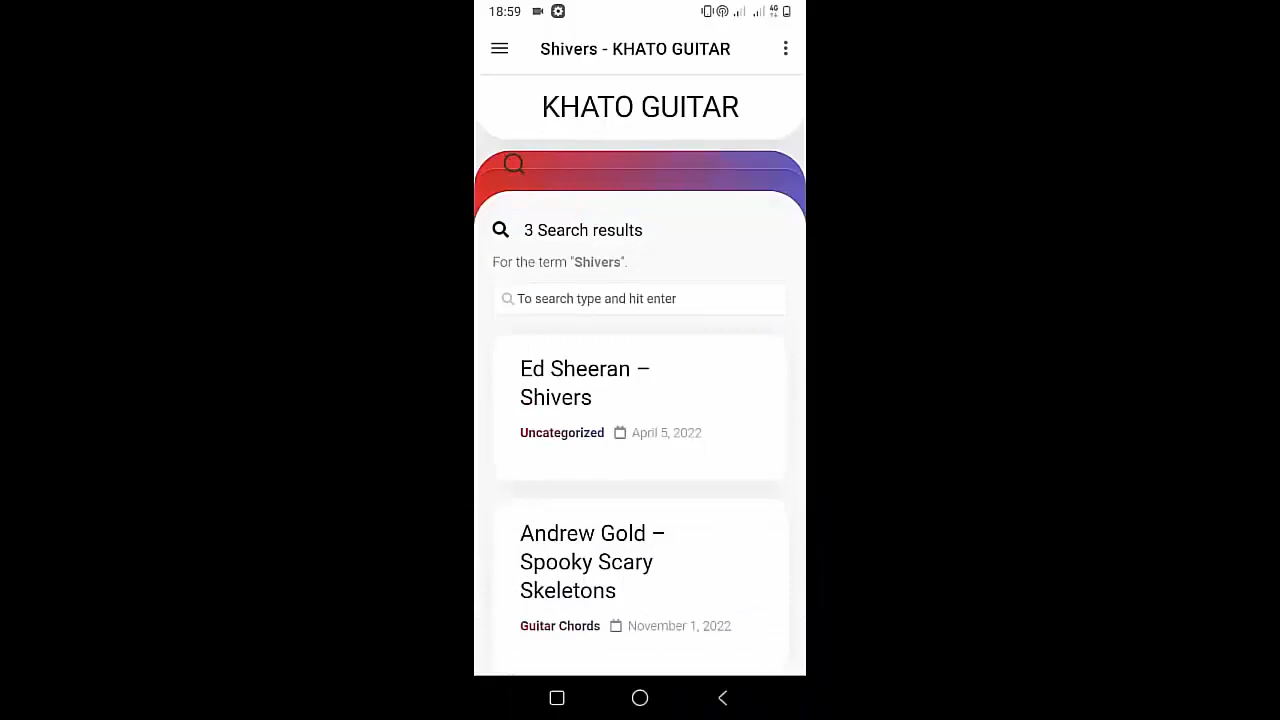 18:59
4G
Shivers - KHATO GUITAR
KHATO GUITAR
3 Search results
For the term "Shivers".
To search type and hit enter
Ed Sheeran –
Shivers
Uncategorized April 5, 2022
Andrew Gold –
Spooky Scary
Skeletons
Guitar Chords November 1, 2022